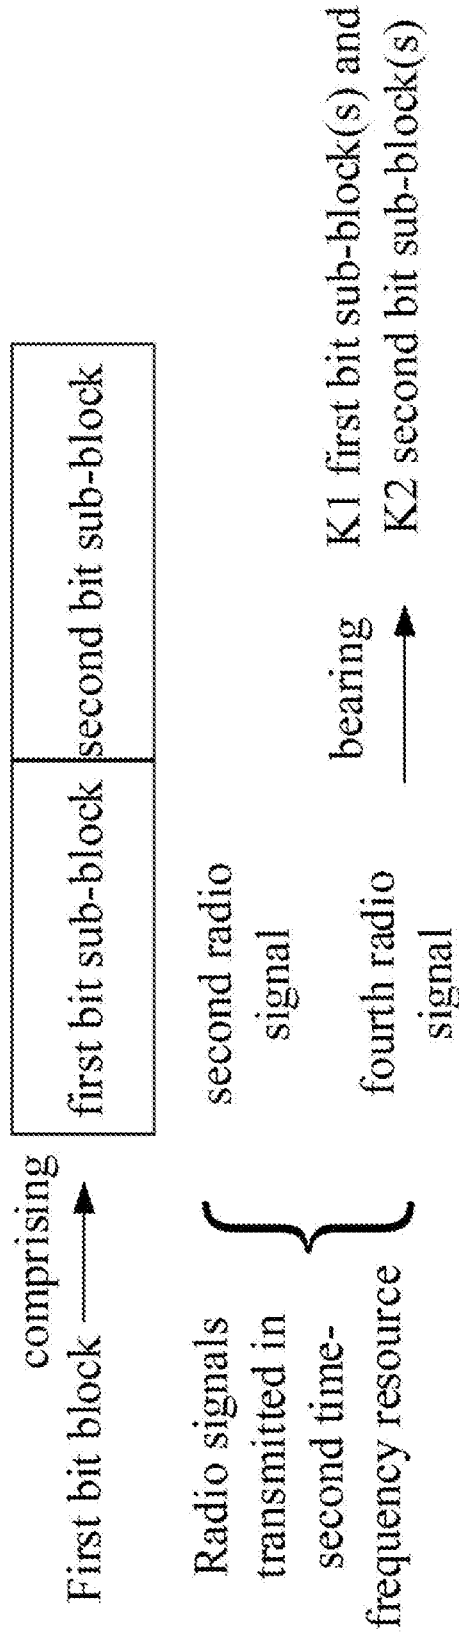 comprising
First bit block
first bit sub-block
second bit sub-block
Radio signals
transmitted in
second time-
frequency resource
second radio
signal
fourth radio
signal
bearing
K1 first bit sub-block(s) and
K2 second bit sub-block(s)